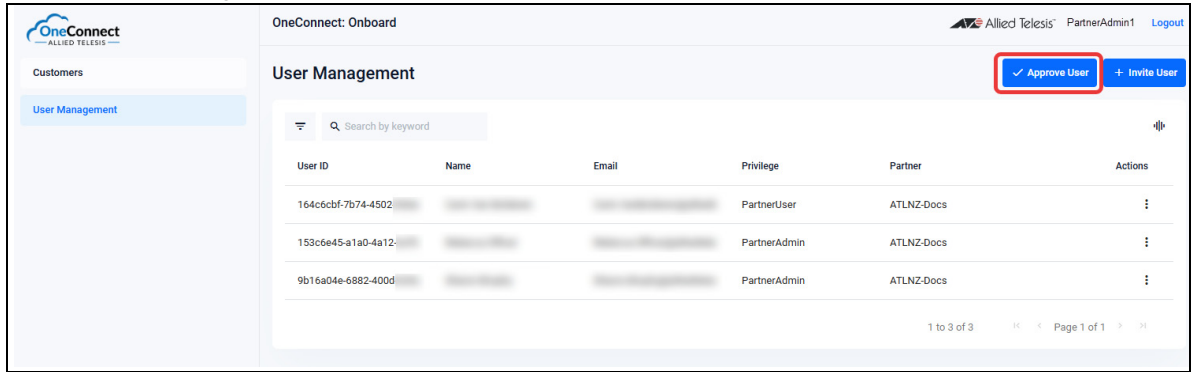 OneConnect
ALLIED TELESIS
OneConnect: Onboard
Allied Telesis PartnerAdmin1 Logout
Customers
User Management
User Management
Approve User + Invite User
Search by keyword
User ID Name Email Privilege Partner Actions
164c6cbf-7b74-4502 PartnerUser ATLNZ-Docs
153c6e45-a1a0-4a12- PartnerAdmin ATLNZ-Docs
9b16a04e-6882-400d PartnerAdmin ATLNZ-Docs
1 to 3 of 3 Page 1 of 1